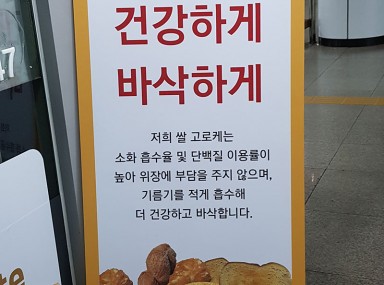 건강하게
바삭하게
저희 쌀 고로케는
소화 흡수율 및 단백질 이용률이
높아 위장에 부담을 주지 않으며,
기름기를 적게 흡수해
더 건강하고 바삭합니다.
47